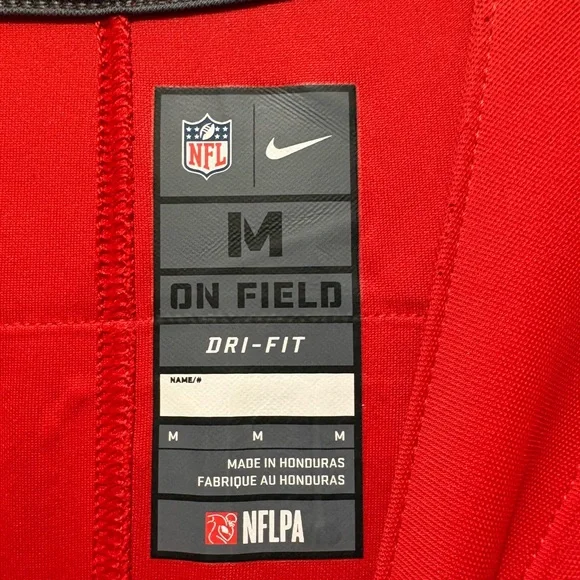 NFL
M
ON FIELD
DRI-FIT
NAME/#
M M M
MADE IN HONDURAS
FABRIQUE AU HONDURAS
NFLPA